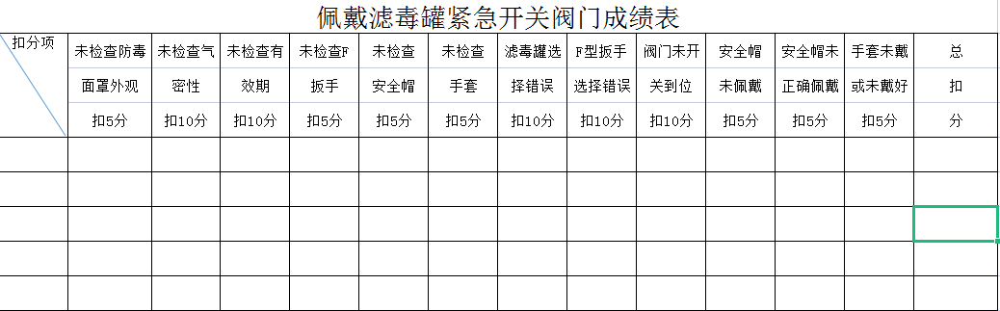 佩戴滤毒罐紧急开关阀门成绩表
扣分项
未检查防毒 未检查气 未检查有 未检查F 未检查 未检查 滤毒罐选 F型扳手 阀门未开 安全帽 安全帽未 手套未戴 总
面罩外观 密性 效期 扳手 安全帽 手套 择错误 选择错误 关到位 未佩戴 正确佩戴 或未戴好 扣
扣5分 扣10分 扣10分 扣5分 扣5分 扣5分 扣10分 扣10分 扣10分 扣5分 扣5分 扣5分 分